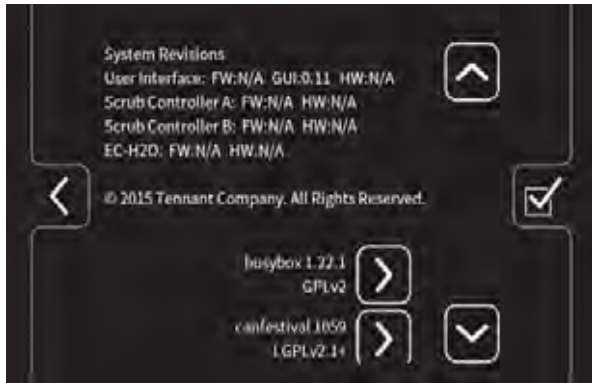 System Revisions
User Interface: FW:N/A GUI:0.11 HW:N/A
Scrub Controller A: FW:N/A HW:N/A
Scrub Controller B: FW:N/A HW:N/A
EC-H2O: FW:N/A HW:N/A
© 2015 Tennant Company. All Rights Reserved.
busybox 1.22.1
GPLv2
canfestival 1059
LGPLv2.1+